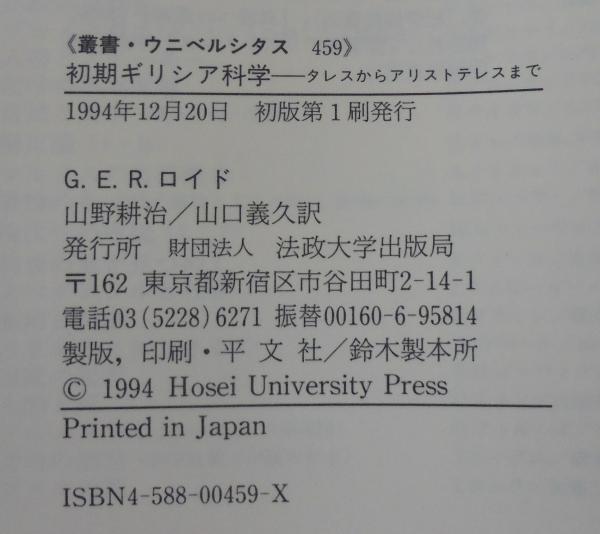 《叢書・ウニベルシタス 459》
初期ギリシア科学――タレスからアリストテレスまで
1994年12月20日 初版第1刷発行
G. E. R. ロイド
山野耕治／山口義久訳
発行所 財団法人 法政大学出版局
〒162 東京都新宿区市谷田町2-14-1
電話03(5228)6271 振替00160-6-95814
製版，印刷・平文社／鈴木製本所
© 1994 Hosei University Press
Printed in Japan
ISBN4-588-00459-X